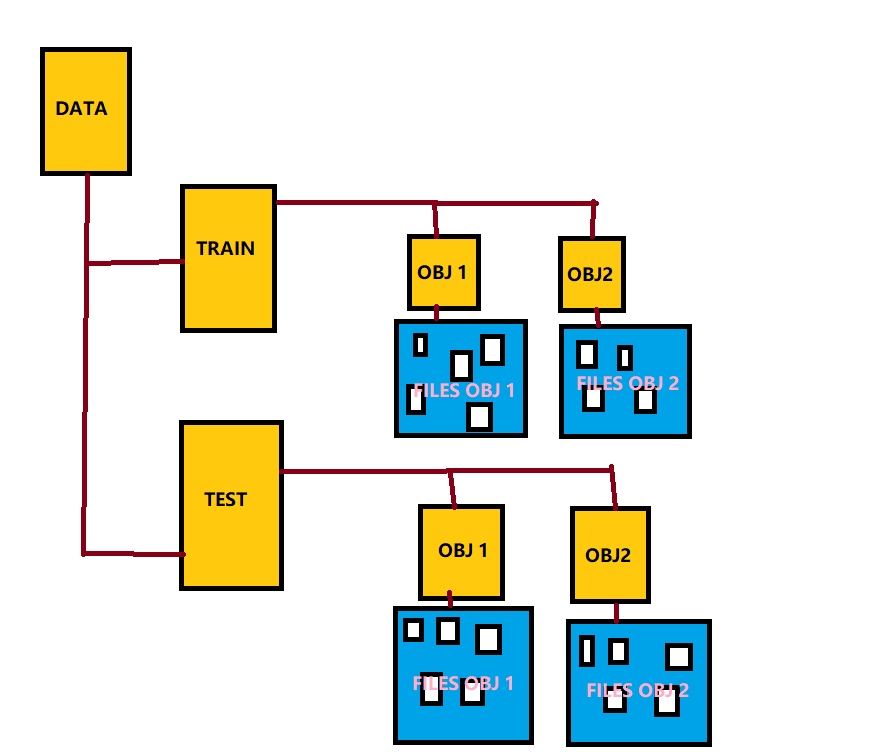 DATA
TRAIN
OBJ 1
OBJ2
FILES OBJ 1
FILES OBJ 2
TEST
OBJ 1
OBJ2
FILES OBJ 1
FILES OBJ 2